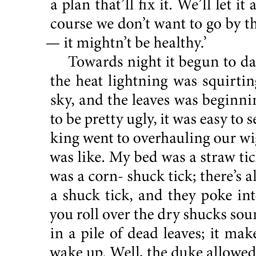 a plan that'll fix it. We'll let it a
course we don't want to go by th
— it mightn't be healthy.'
Towards night it begun to da
the heat lightning was squirting
sky, and the leaves was beginnin
to be pretty ugly, it was easy to se
king went to overhauling our wi
was like. My bed was a straw tic
was a corn- shuck tick; there's al
a shuck tick, and they poke int
you roll over the dry shucks sour
in a pile of dead leaves; it make
wake up. Well, the duke allowed